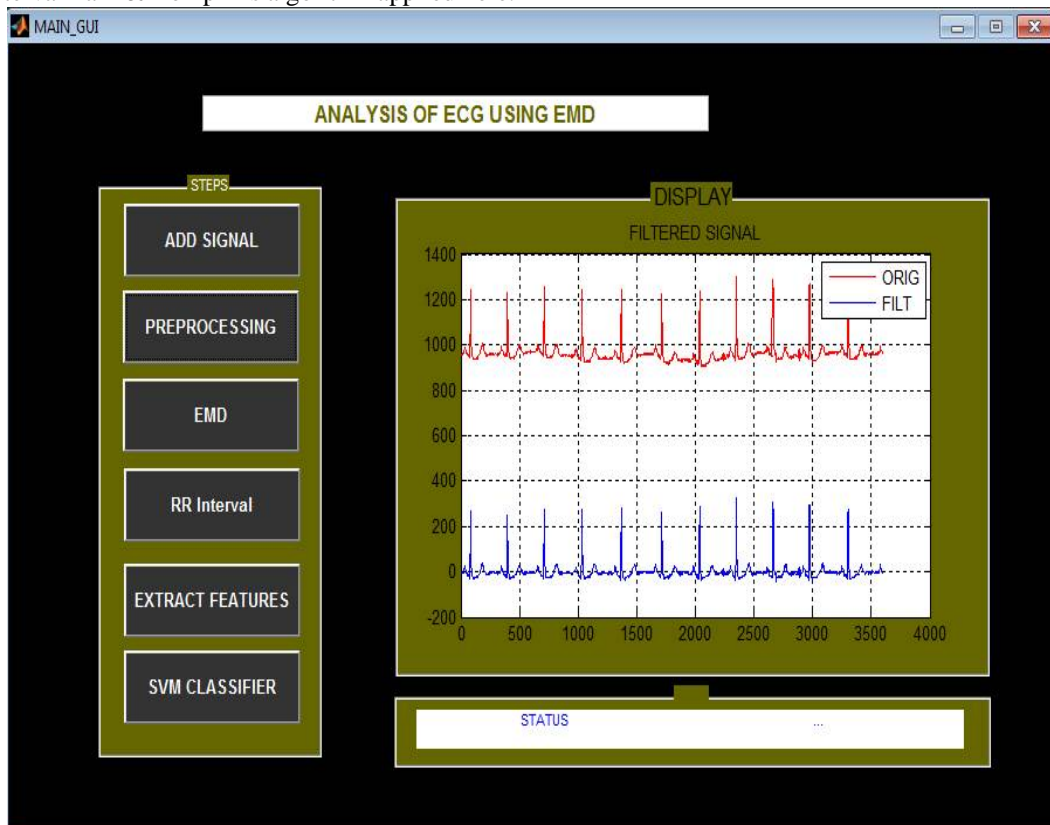 MAIN_GUI
ANALYSIS OF ECG USING EMD
STEPS
ADD SIGNAL
PREPROCESSING
EMD
RR Interval
EXTRACT FEATURES
SVM CLASSIFIER
DISPLAY
FILTERED SIGNAL
1400
1200
1000
800
600
400
200
0
-200
0 500 1000 1500 2000 2500 3000 3500 4000
ORIG
FILT
STATUS ...